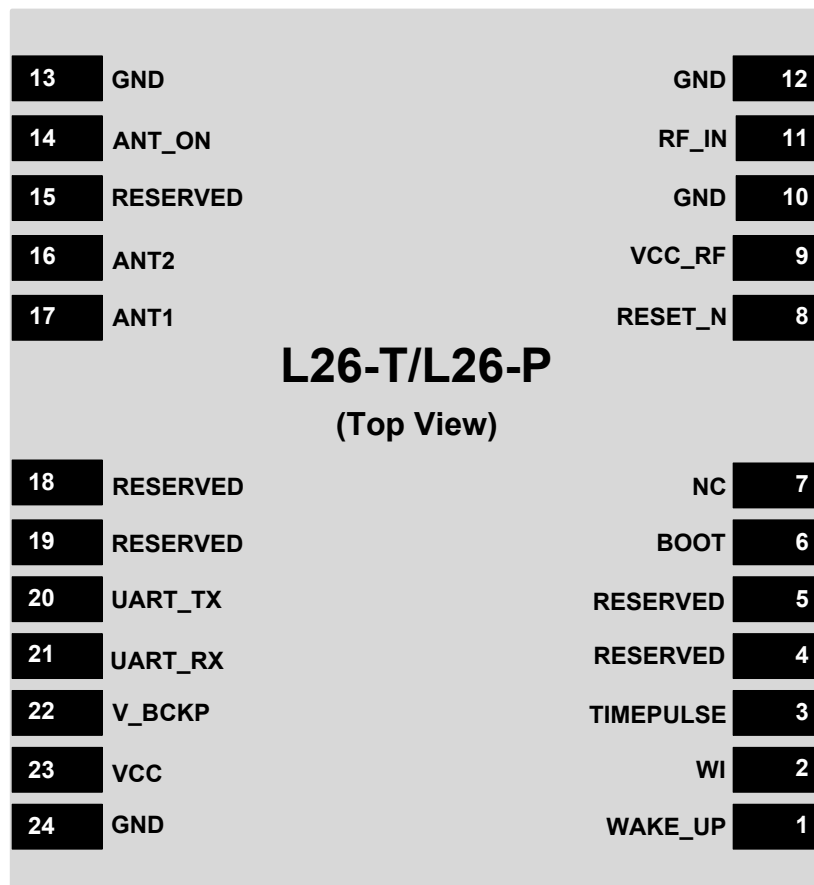 13 GND GND 12
14 ANT_ON RF_IN 11
15 RESERVED GND 10
16 ANT2 VCC_RF 9
17 ANT1 RESET_N 8
L26-T/L26-P
(Top View)
18 RESERVED NC 7
19 RESERVED BOOT 6
20 UART_TX RESERVED 5
21 UART_RX RESERVED 4
22 V_BCKP TIMEPULSE 3
23 VCC WI 2
24 GND WAKE_UP 1